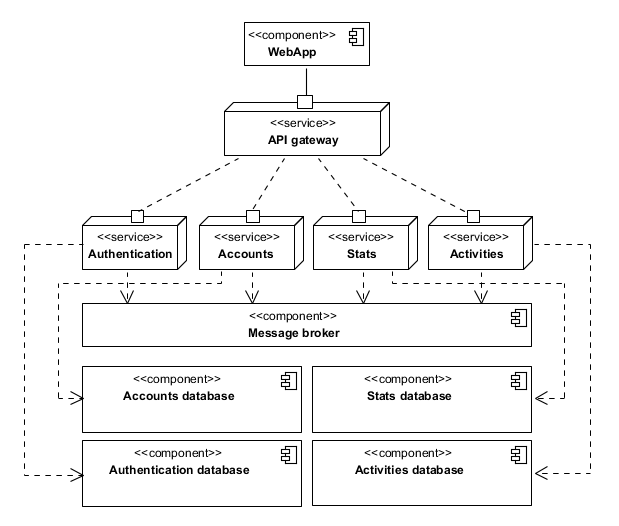 <<component>>
WebApp
<<service>>
API gateway
<<service>>
Authentication
<<service>>
Accounts
<<service>>
Stats
<<service>>
Activities
<<component>>
Message broker
<<component>>
Accounts database
<<component>>
Stats database
<<component>>
Authentication database
<<component>>
Activities database